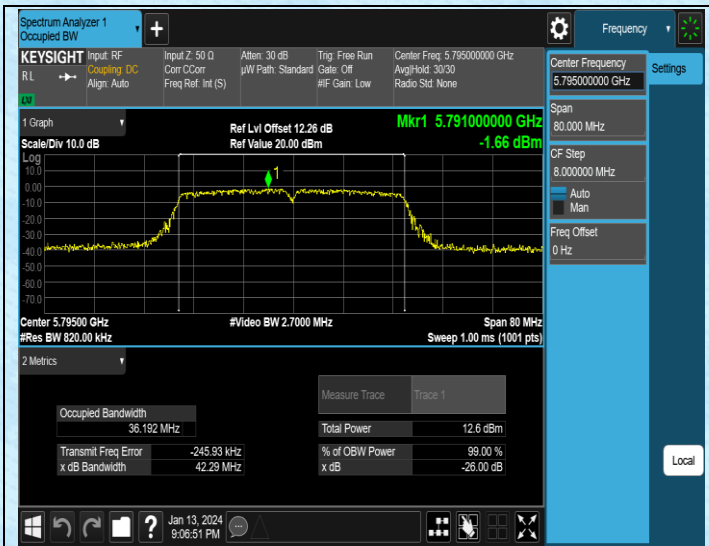 Spectrum Analyzer 1
Occupied BW
Frequency
KEYSIGHT
RL
Input: RF
Coupling: DC
Align: Auto
Input Z: 50 Ω
Corr CCorr
Freq Ref: Int (S)
Atten: 30 dB
µW Path: Standard
Trig: Free Run
Gate: Off
#IF Gain: Low
Center Freq: 5.795000000 GHz
Avg|Hold: 30/30
Radio Std: None
Center Frequency
5.795000000 GHz
Settings
Span
80.000 MHz
CF Step
8.000000 MHz
Auto
Man
Freq Offset
0 Hz
1 Graph
Scale/Div 10.0 dB
Ref Lvl Offset 12.26 dB
Ref Value 20.00 dBm
Mkr1 5.791000000 GHz
-1.66 dBm
Log
10.0
0.00
-10.0
-20.0
-30.0
-40.0
-50.0
-60.0
-70.0
1
Center 5.79500 GHz
#Res BW 820.00 kHz
#Video BW 2.7000 MHz
Span 80 MHz
Sweep 1.00 ms (1001 pts)
2 Metrics
Measure Trace
Trace 1
Occupied Bandwidth
36.192 MHz
Total Power
12.6 dBm
Transmit Freq Error
-245.93 kHz
% of OBW Power
99.00 %
x dB Bandwidth
42.29 MHz
x dB
-26.00 dB
Local
?
Jan 13, 2024
9:06:51 PM